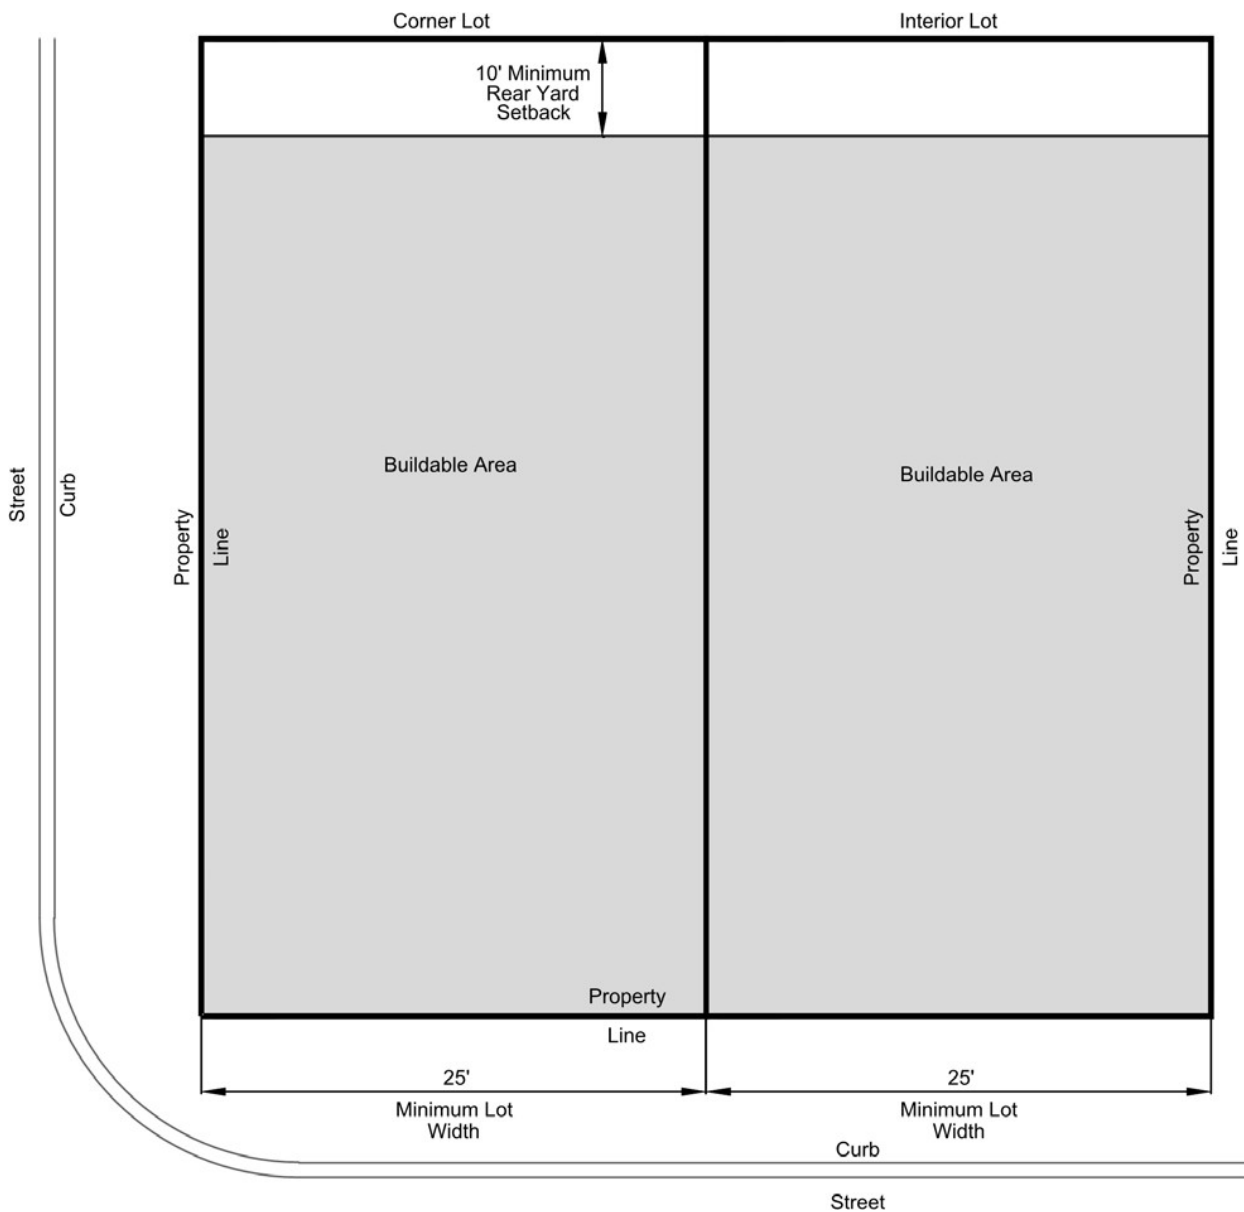 Corner Lot
Interior Lot
10' Minimum
Rear Yard
Setback
Buildable Area
Buildable Area
Street
Curb
Property
Line
Property
Line
Property
Line
25'
Minimum Lot
Width
25'
Minimum Lot
Width
Curb
Street